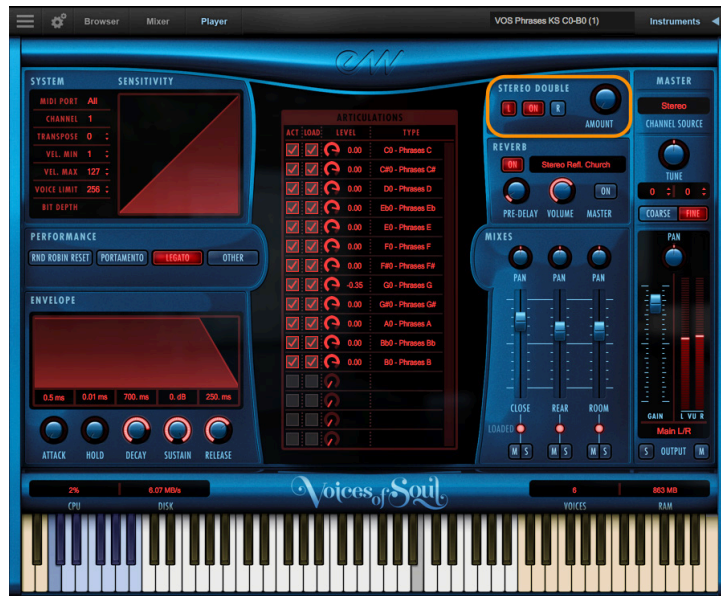 Browser Mixer Player VOS Phrases KS C0-B0 (1) Instruments
EW
SYSTEM SENSITIVITY
MIDI PORT All
CHANNEL 1
TRANSPOSE 0
VEL. MIN 1
VEL. MAX 127
VOICE LIMIT 256
BIT DEPTH
PERFORMANCE
RND ROBIN RESET PORTAMENTO LEGATO OTHER
ENVELOPE
0.5 ms 0.01 ms 700. ms 0. dB 250. ms
ATTACK HOLD DECAY SUSTAIN RELEASE
ARTICULATIONS
ACT LOAD LEVEL TYPE
0.00 C0 - Phrases C
0.00 C#0 - Phrases C#
0.00 D0 - Phrases D
0.00 Eb0 - Phrases Eb
0.00 E0 - Phrases E
0.00 F0 - Phrases F
0.00 F#0 - Phrases F#
-0.35 G0 - Phrases G
0.00 G#0 - Phrases G#
0.00 A0 - Phrases A
0.00 Bb0 - Phrases Bb
0.00 B0 - Phrases B
STEREO DOUBLE
L ON R
AMOUNT
REVERB
ON Stereo Refl. Church
ON
PRE-DELAY VOLUME MASTER
MIXES
PAN PAN PAN
CLOSE REAR ROOM
LOADED
M S M S M S
MASTER
Stereo
CHANNEL SOURCE
TUNE
0 0
COARSE FINE
PAN
GAIN L VU R
Main L/R
S OUTPUT M
2% 6.07 MB/s
CPU DISK
Voices of Soul
6 863 MB
VOICES RAM